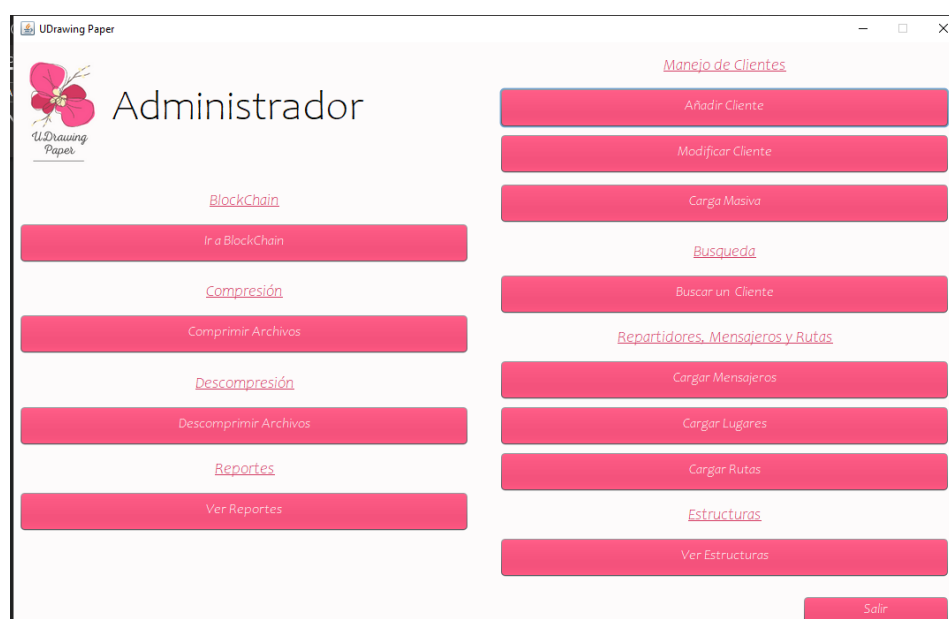 UDrawing Paper
UDrawing
Paper
Administrador
BlockChain
Ir a BlockChain
Compresión
Comprimir Archivos
Descompresión
Descomprimir Archivos
Reportes
Ver Reportes
Manejo de Clientes
Añadir Cliente
Modificar Cliente
Carga Masiva
Busqueda
Buscar un Cliente
Repartidores, Mensajeros y Rutas
Cargar Mensajeros
Cargar Lugares
Cargar Rutas
Estructuras
Ver Estructuras
Salir